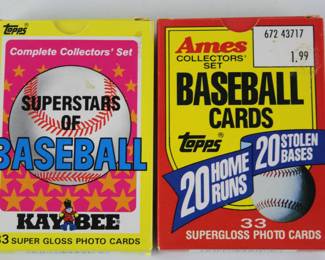 Topps
Complete Collectors' Set
SUPERSTARS
OF
BASEBALL
KAY BEE
33 SUPER GLOSS PHOTO CARDS
672 43717
1.99
Ames
COLLECTORS'
SET
BASEBALL
CARDS
Topps
20 HOME
RUNS
20 STOLEN
BASES
33
SUPERGLOSS PHOTO CARDS